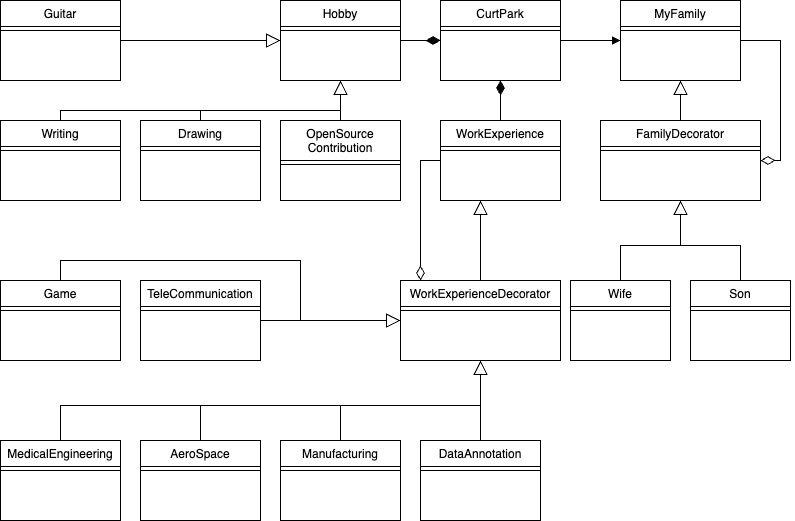 Guitar
Hobby
CurtPark
MyFamily
Writing
Drawing
OpenSource
Contribution
WorkExperience
FamilyDecorator
Game
TeleCommunication
WorkExperienceDecorator
Wife
Son
MedicalEngineering
AeroSpace
Manufacturing
DataAnnotation